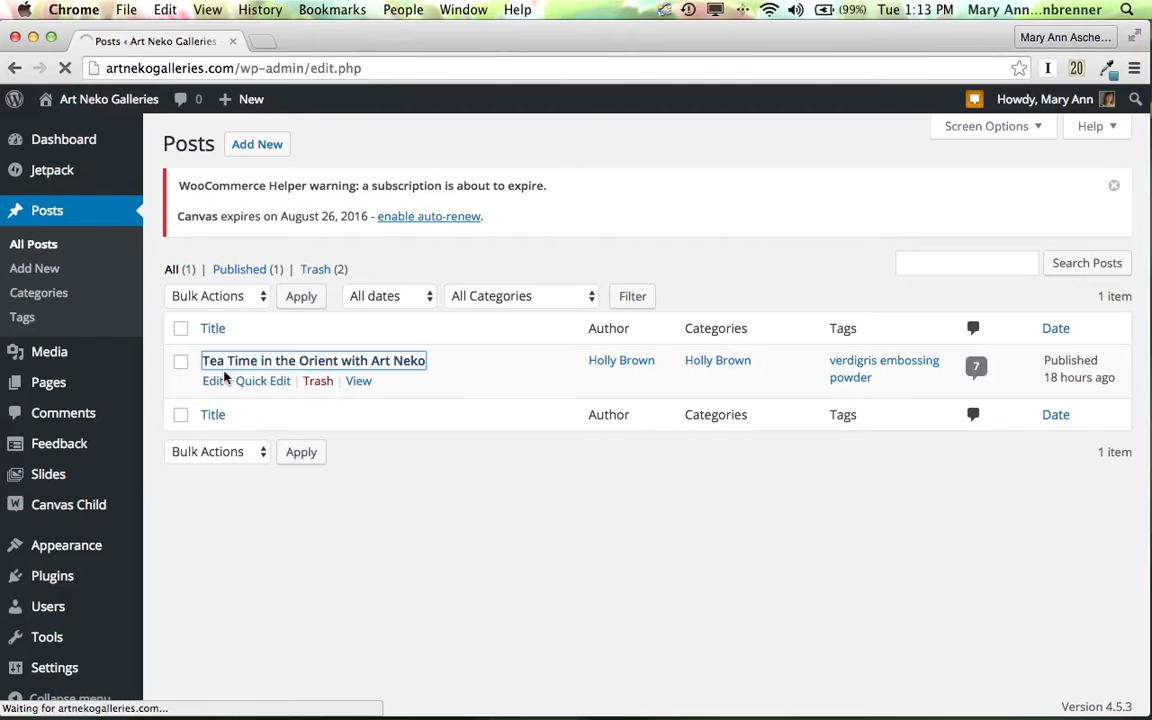 Chrome File Edit View History Bookmarks People Window Help (99%) Tue 1:13 PM Mary Ann...nbrenner
Posts ‹ Art Neko Galleries Mary Ann Asche...
artnekogalleries.com/wp-admin/edit.php I 20
Art Neko Galleries 0 New Howdy, Mary Ann
Dashboard
Jetpack
Posts
All Posts
Add New
Categories
Tags
Media
Pages
Comments
Feedback
Slides
Canvas Child
Appearance
Plugins
Users
Tools
Settings
Collapse menu
Screen Options Help
Posts Add New
WooCommerce Helper warning: a subscription is about to expire.
Canvas expires on August 26, 2016 - enable auto-renew.
All (1) | Published (1) | Trash (2) Search Posts
Bulk Actions Apply All dates All Categories Filter 1 item
Title Author Categories Tags Date
Tea Time in the Orient with Art Neko Holly Brown Holly Brown verdigris embossing 7 Published
powder 18 hours ago
Edit Quick Edit | Trash | View
Title Author Categories Tags Date
Bulk Actions Apply 1 item
Waiting for artnekogalleries.com... Version 4.5.3